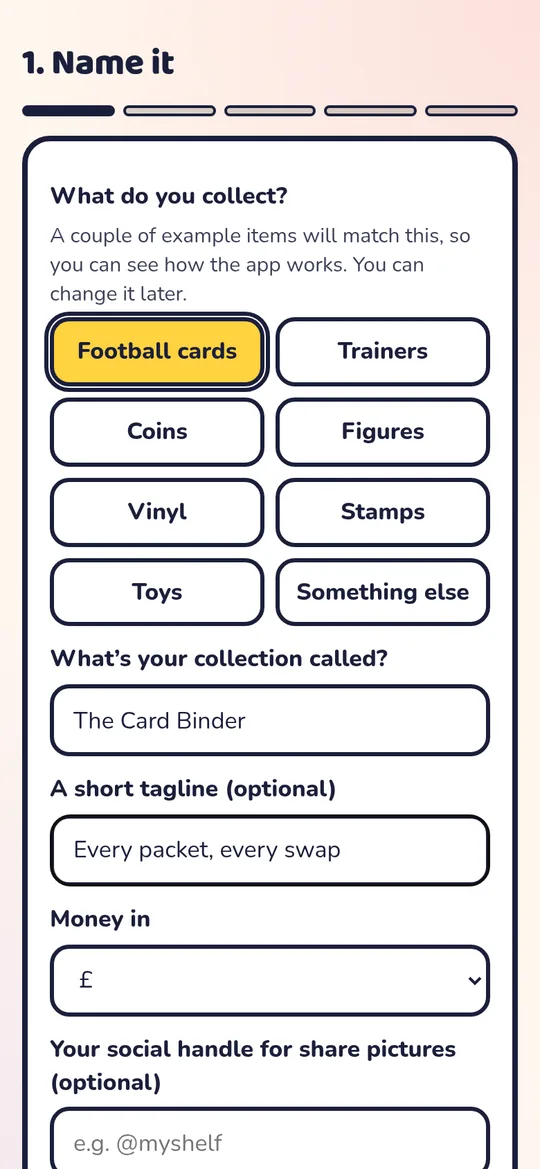 1. Name it
What do you collect?
A couple of example items will match this, so
you can see how the app works. You can
change it later.
Football cards
Trainers
Coins
Figures
Vinyl
Stamps
Toys
Something else
What’s your collection called?
The Card Binder
A short tagline (optional)
Every packet, every swap
Money in
£
Your social handle for share pictures
(optional)
e.g. @myshelf